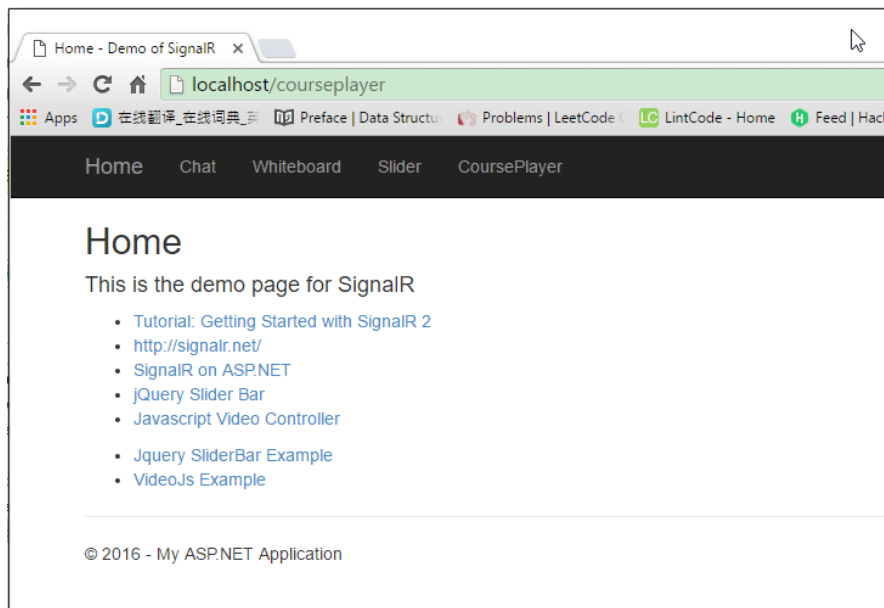 Home - Demo of SignalR
localhost/courseplayer
Apps 在线翻译_在线词典_英 Preface | Data Structu Problems | LeetCode LC LintCode - Home Feed | Hac
Home Chat Whiteboard Slider CoursePlayer
Home
This is the demo page for SignalR
Tutorial: Getting Started with SignalR 2
http://signalr.net/
SignalR on ASP.NET
jQuery Slider Bar
Javascript Video Controller
Jquery SliderBar Example
VideoJs Example
© 2016 - My ASP.NET Application